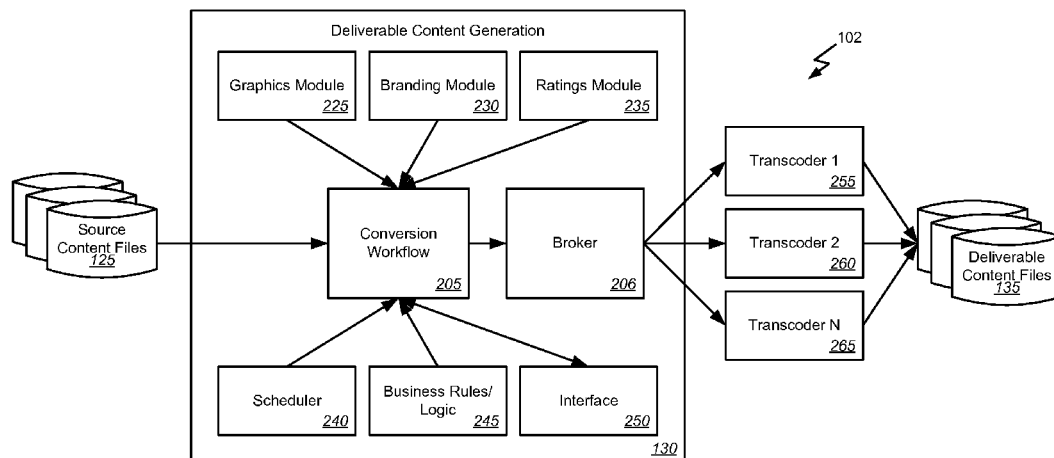 Deliverable Content Generation
102
Graphics Module
225
Branding Module
230
Ratings Module
235
Source
Content Files
125
Conversion
Workflow
205
Broker
206
Transcoder 1
255
Transcoder 2
260
Transcoder N
265
Deliverable
Content Files
135
Scheduler
240
Business Rules/
Logic
245
Interface
250
130